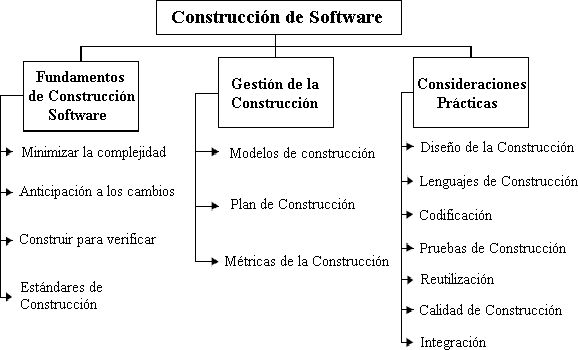 Construcción de Software
Fundamentos
de Construcción
Software
Minimizar la complejidad
Anticipación a los cambios
Construir para verificar
Estándares de
Construcción
Gestión de la
Construcción
Modelos de construcción
Plan de Construcción
Métricas de la Construcción
Consideraciones
Prácticas
Diseño de la Construcción
Lenguajes de Construcción
Codificación
Pruebas de Construcción
Reutilización
Calidad de Construcción
Integración